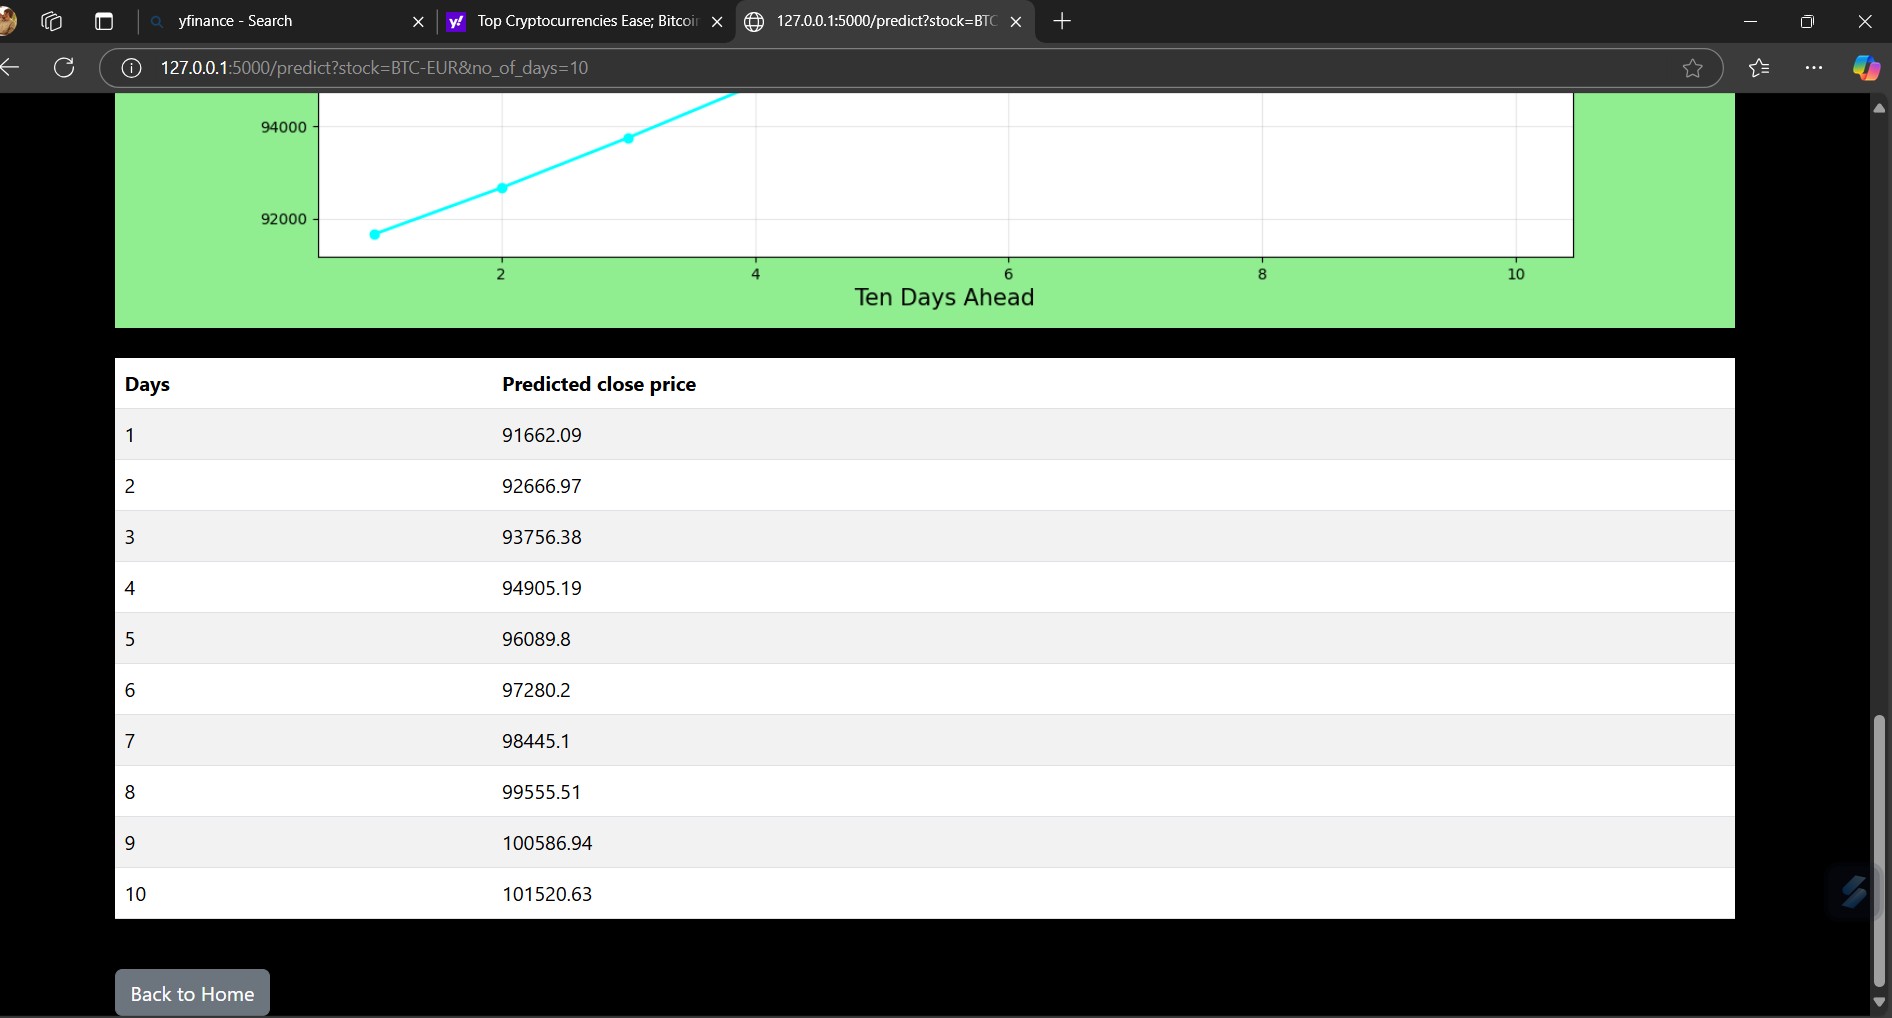 yfinance - Search
Top Cryptocurrencies Ease; Bitcoin
127.0.0.1:5000/predict?stock=BTC
127.0.0.1:5000/predict?stock=BTC-EUR&no_of_days=10
94000
92000
2 4 6 8 10
Ten Days Ahead
Days Predicted close price
1 91662.09
2 92666.97
3 93756.38
4 94905.19
5 96089.8
6 97280.2
7 98445.1
8 99555.51
9 100586.94
10 101520.63
Back to Home